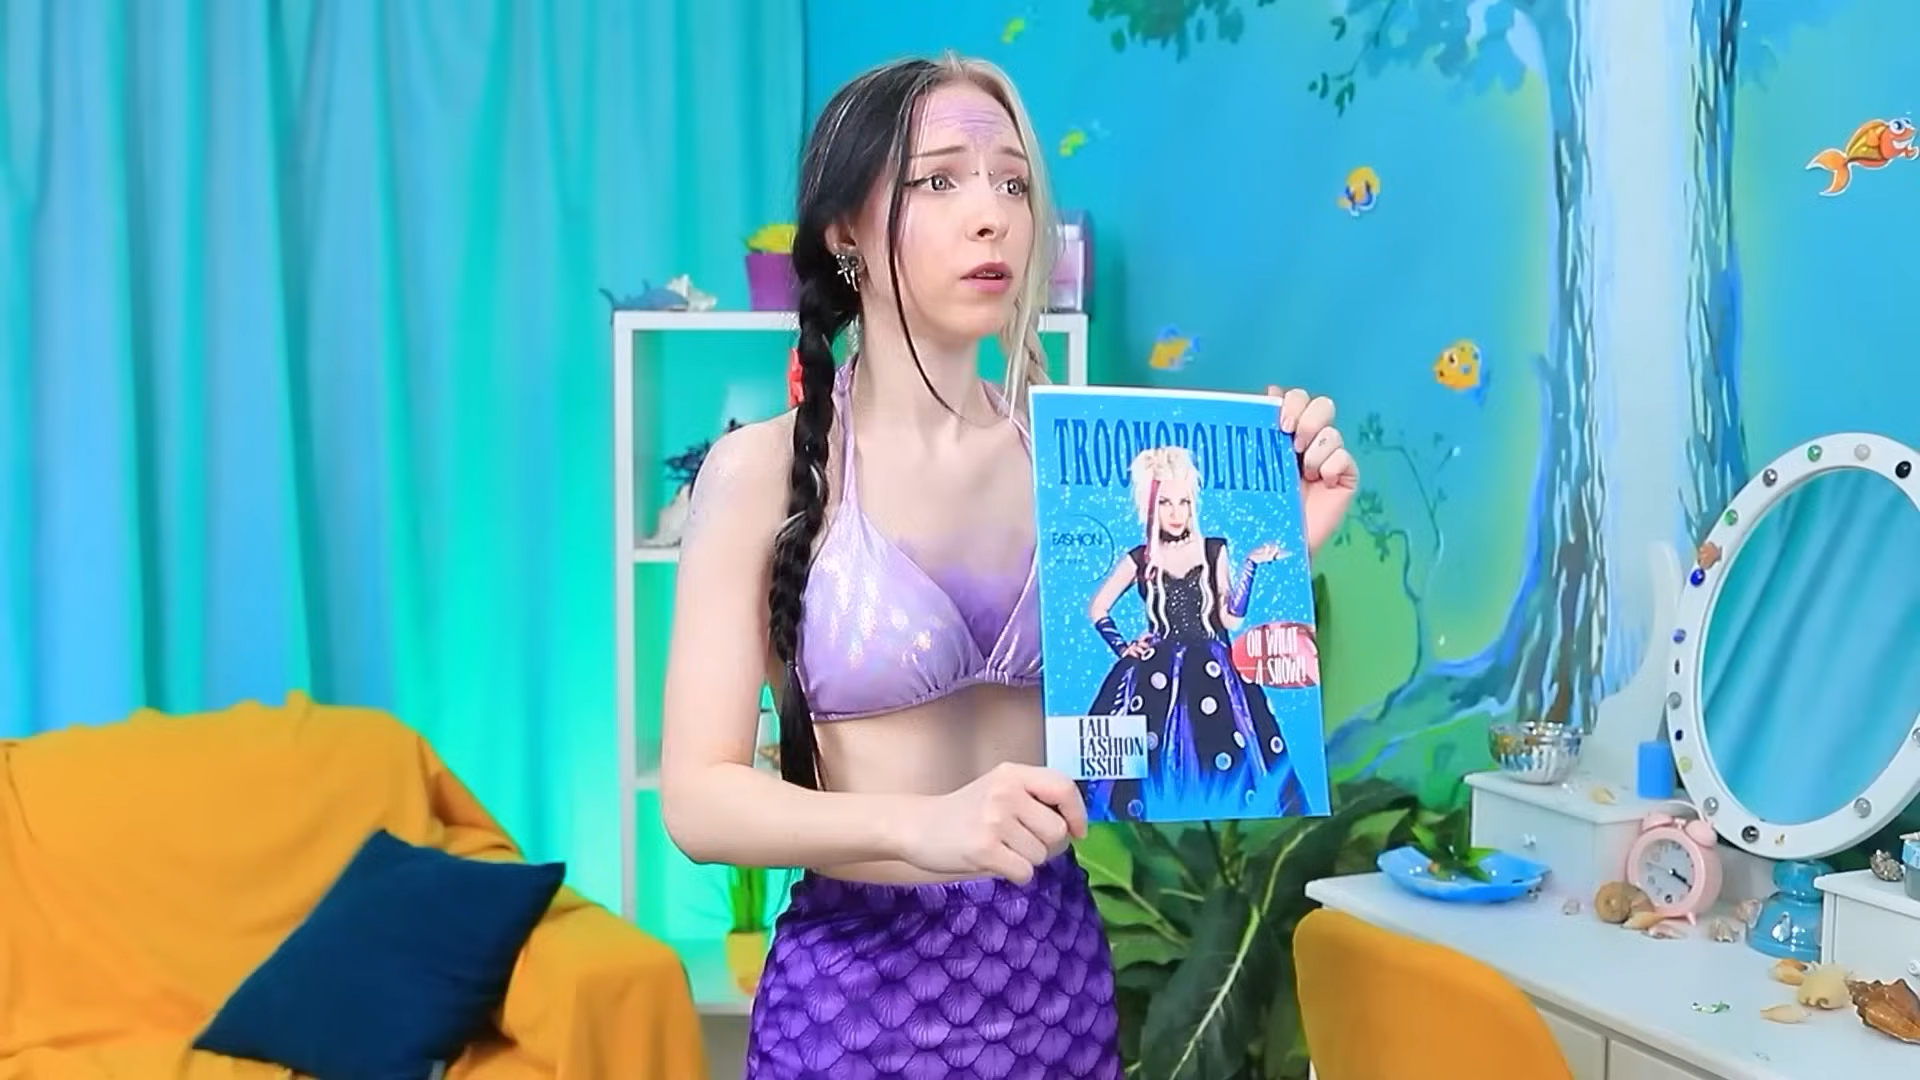 TROOMOPOLITAN
FASHION
OH WHAT
A SHOW!
FALL
FASHION
ISSUE